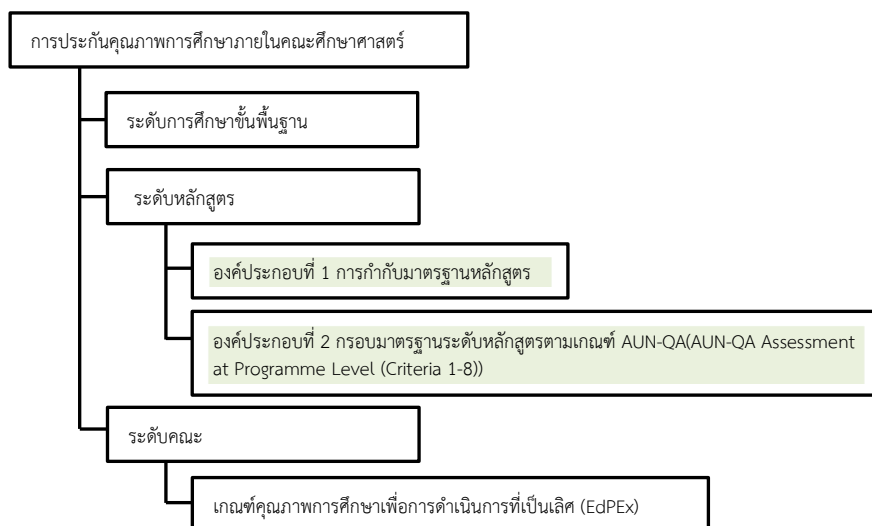 การประกันคุณภาพการศึกษาภายในคณะศึกษาศาสตร์
ระดับการศึกษาขั้นพื้นฐาน
ระดับหลักสูตร
องค์ประกอบที่ 1 การกำกับมาตรฐานหลักสูตร
องค์ประกอบที่ 2 กรอบมาตรฐานระดับหลักสูตรตามเกณฑ์ AUN-QA(AUN-QA Assessment
at Programme Level (Criteria 1-8))
ระดับคณะ
เกณฑ์คุณภาพการศึกษาเพื่อการดำเนินการที่เป็นเลิศ (EdPEx)